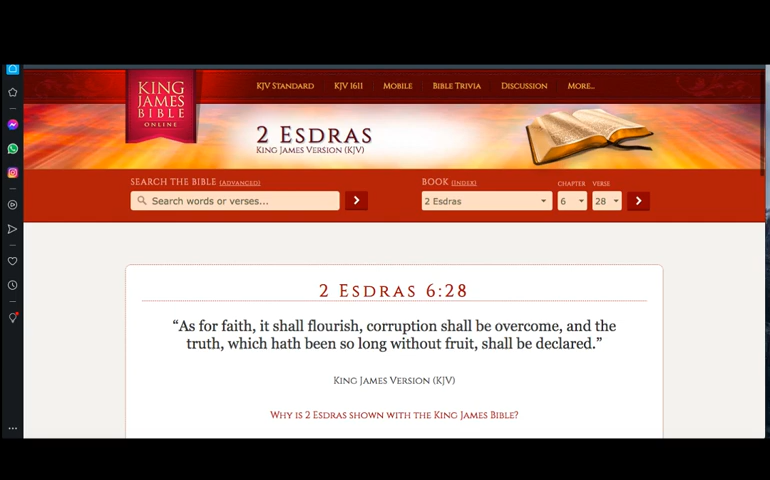 KING
JAMES
BIBLE
ONLINE
KJV STANDARD KJV 1611 MOBILE BIBLE TRIVIA DISCUSSION MORE...
2 ESDRAS
KING JAMES VERSION (KJV)
SEARCH THE BIBLE (ADVANCED) BOOK (INDEX) CHAPTER VERSE
Search words or verses... 2 Esdras 6 28
2 ESDRAS 6:28
“As for faith, it shall flourish, corruption shall be overcome, and the
truth, which hath been so long without fruit, shall be declared.”
KING JAMES VERSION (KJV)
WHY IS 2 ESDRAS SHOWN WITH THE KING JAMES BIBLE?